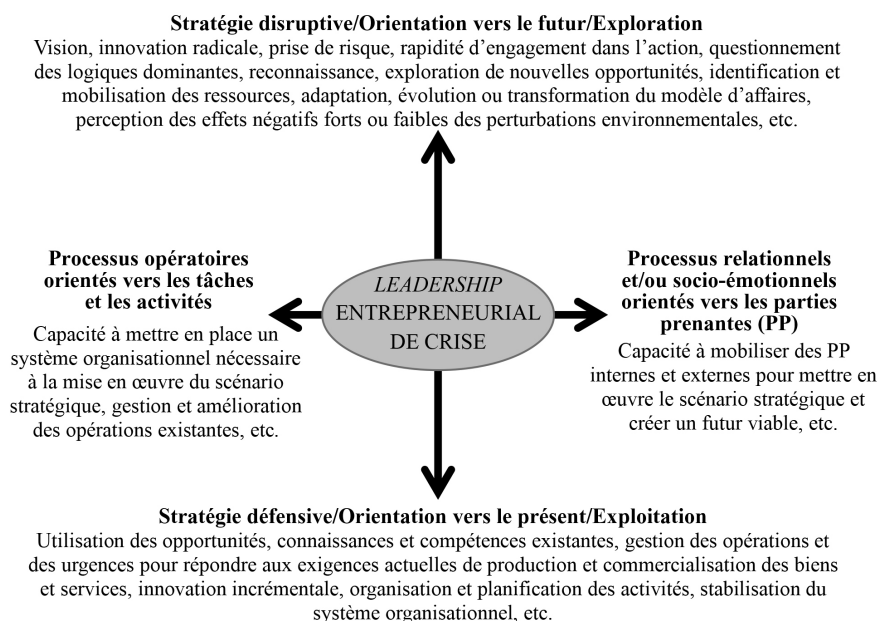 Stratégie disruptive/Orientation vers le futur/Exploration
Vision, innovation radicale, prise de risque, rapidité d’engagement dans l’action, questionnement
des logiques dominantes, reconnaissance, exploration de nouvelles opportunités, identification et
mobilisation des ressources, adaptation, évolution ou transformation du modèle d’affaires,
perception des effets négatifs forts ou faibles des perturbations environnementales, etc.
Processus opératoires
orientés vers les tâches
et les activités
Capacité à mettre en place un
système organisationnel nécessaire
à la mise en œuvre du scénario
stratégique, gestion et amélioration
des opérations existantes, etc.
LEADERSHIP
ENTREPRENEURIAL
DE CRISE
Processus relationnels
et/ou socio-émotionnels
orientés vers les parties
prenantes (PP)
Capacité à mobiliser des PP
internes et externes pour mettre en
œuvre le scénario stratégique et
créer un futur viable, etc.
Stratégie défensive/Orientation vers le présent/Exploitation
Utilisation des opportunités, connaissances et compétences existantes, gestion des opérations et
des urgences pour répondre aux exigences actuelles de production et commercialisation des biens
et services, innovation incrémentale, organisation et planification des activités, stabilisation du
système organisationnel, etc.